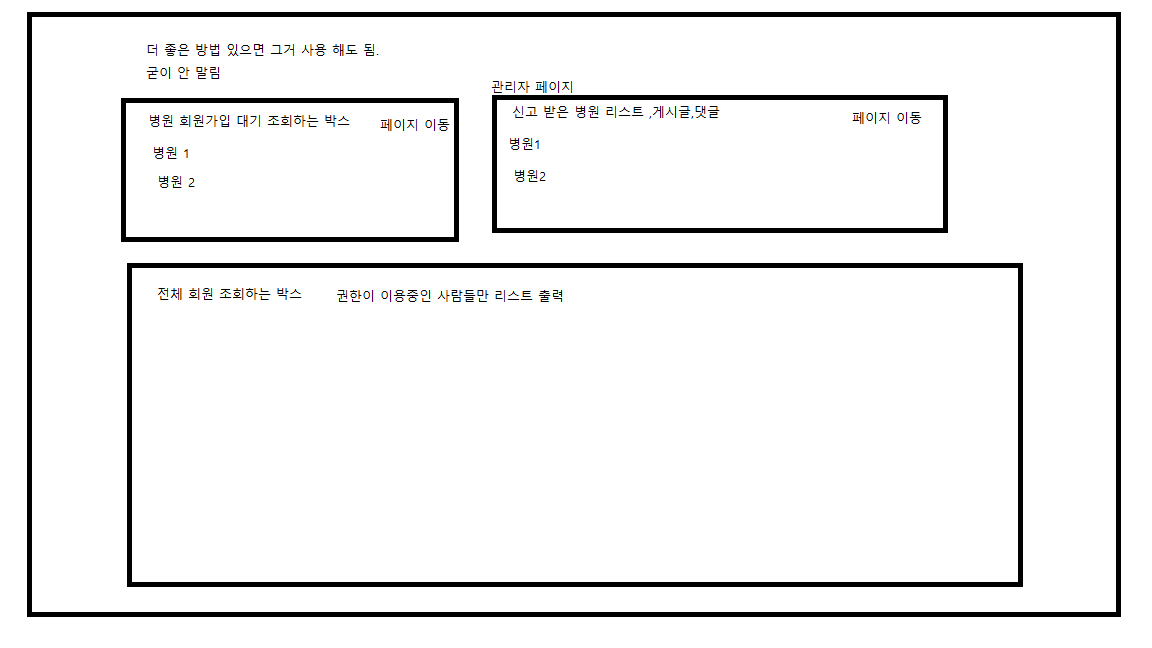 더 좋은 방법 있으면 그거 사용 해도 됨.
굳이 안 말림
관리자 페이지
병원 회원가입 대기 조회하는 박스
페이지 이동
병원 1
병원 2
신고 받은 병원 리스트 ,게시글,댓글
페이지 이동
병원1
병원2
전체 회원 조회하는 박스
권한이 이용중인 사람들만 리스트 출력